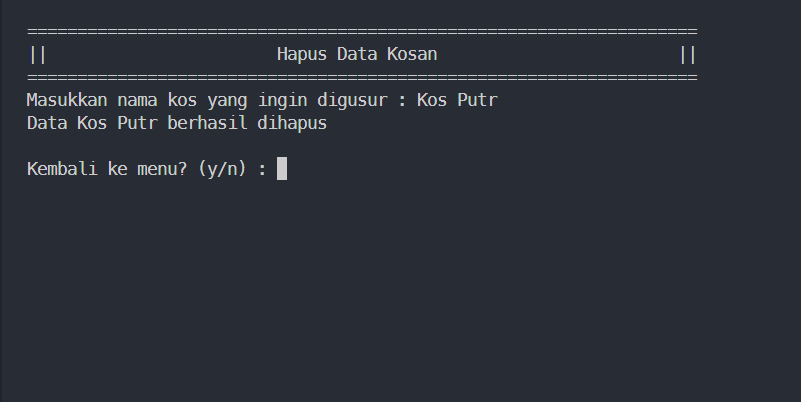 ===================================================================
||                       Hapus Data Kosan                        ||
===================================================================
Masukkan nama kos yang ingin digusur : Kos Putr
Data Kos Putr berhasil dihapus
Kembali ke menu? (y/n) :